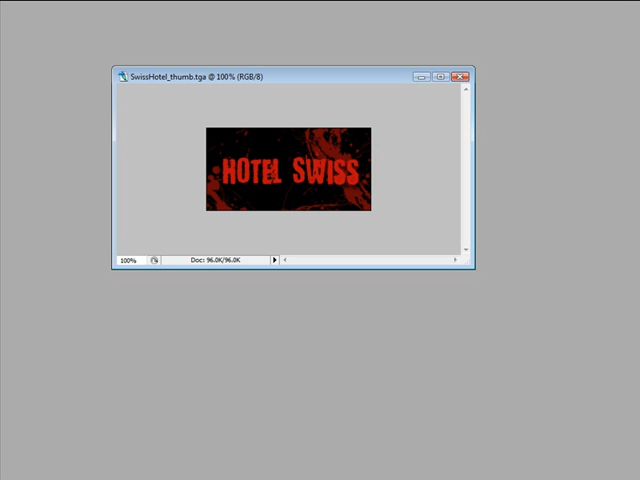 SwissHotel_thumb.tga @ 100% (RGB/8)
HOTEL SWISS
100%
Doc: 96.0K/96.0K